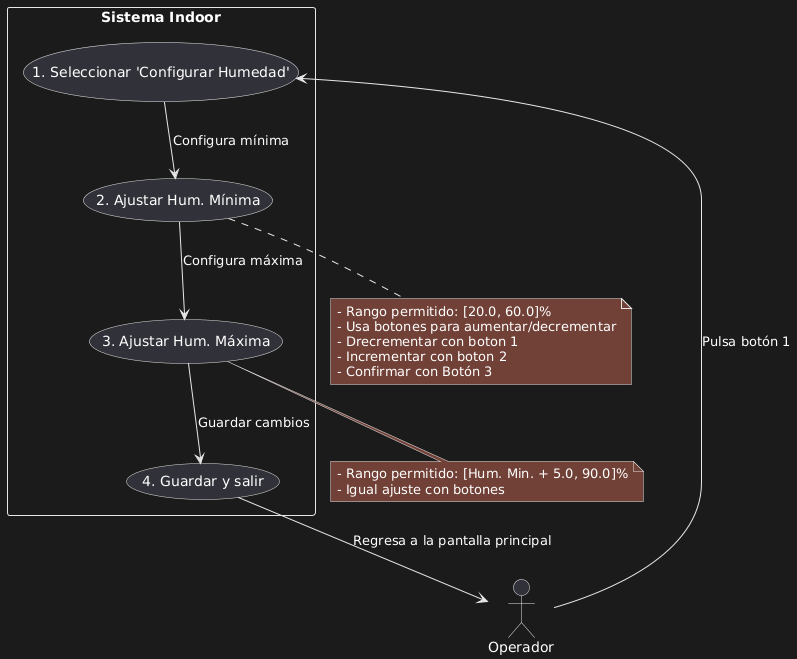 Sistema Indoor
1. Seleccionar 'Configurar Humedad'
Configura mínima
2. Ajustar Hum. Mínima
Configura máxima
- Rango permitido: [20.0, 60.0]%
- Usa botones para aumentar/decrementar
- Drecrementar con boton 1
- Incrementar con boton 2
- Confirmar con Botón 3
Pulsa botón 1
3. Ajustar Hum. Máxima
Guardar cambios
- Rango permitido: [Hum. Min. + 5.0, 90.0]%
- Igual ajuste con botones
4. Guardar y salir
Regresa a la pantalla principal
Operador